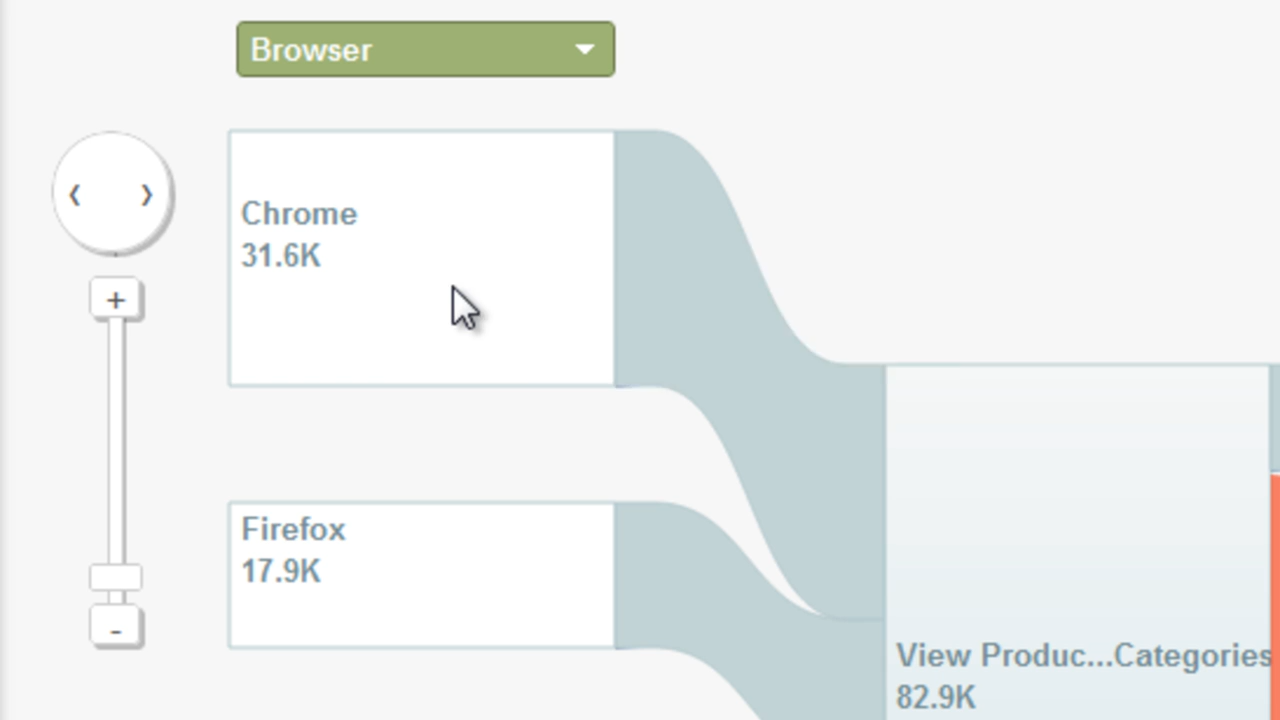 Browser
Chrome
31.6K
+
Firefox
17.9K
-
View Produc...Categories
82.9K